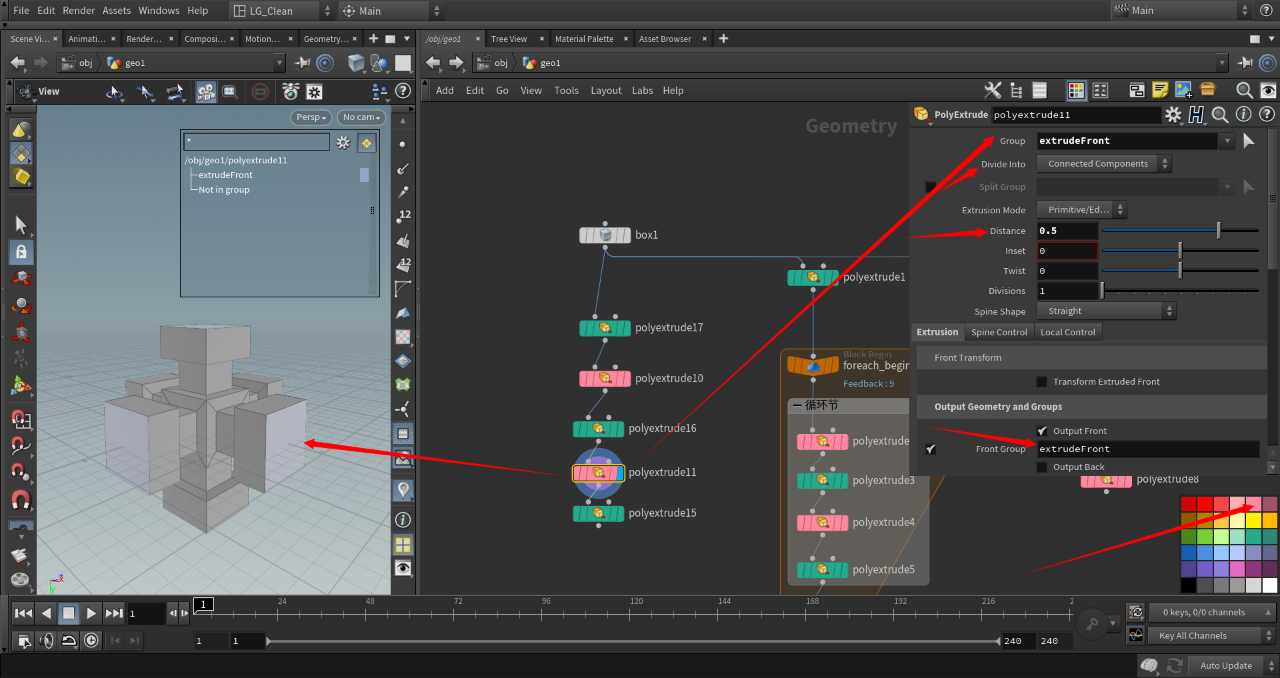 File Edit Render Assets Windows Help LG_Clean Main Main
Scene Vi... Animati... Render... Composi... Motion... Geometry...
/obj/geo1 Tree View Material Palette Asset Browser
obj geo1
obj geo1
View
Add Edit Go View Tools Layout Labs Help
Persp No cam
*
/obj/geo1/polyextrude11
extrudeFront
Not in group
12
12
Geometry
box1
polyextrude1
polyextrude17
polyextrude10
polyextrude16
polyextrude11
polyextrude15
Block Begin
foreach_begin
Feedback : 9
循环节
polyextrude
polyextrude3
polyextrude4
polyextrude5
polyextrude8
PolyExtrude polyextrude11
Group extrudeFront
Divide Into Connected Components
Split Group
Extrusion Mode Primitive/Ed...
Distance 0.5
Inset 0
Twist 0
Divisions 1
Spine Shape Straight
Extrusion Spine Control Local Control
Front Transform
Transform Extruded Front
Output Geometry and Groups
Output Front
Front Group extrudeFront
Output Back
1 1 24 48 72 96 120 144 168 192 216 2
0 keys, 0/0 channels
1 1 240 240 Key All Channels
Auto Update